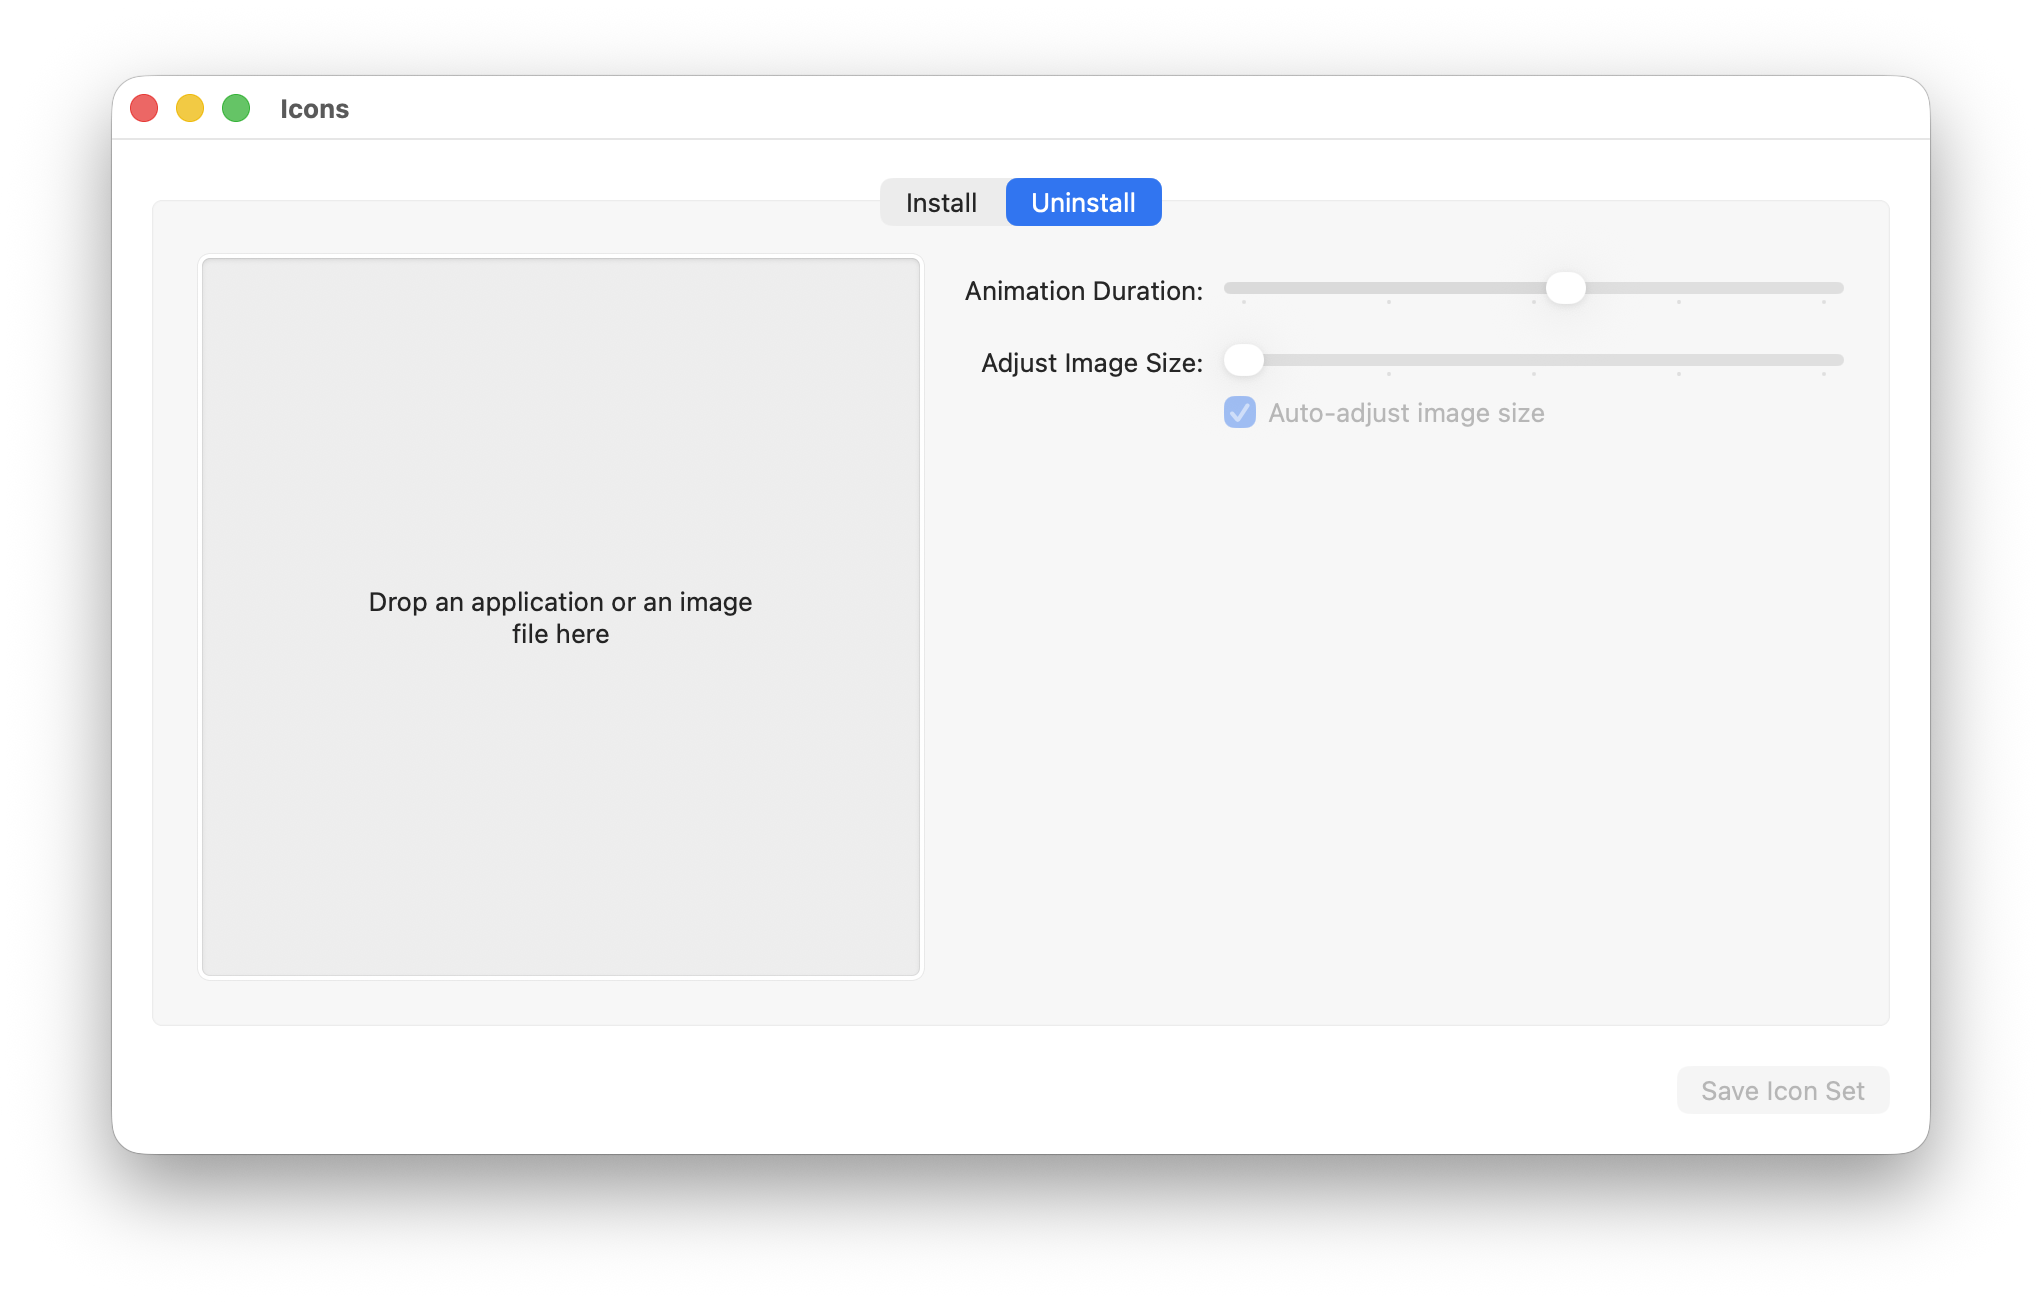 Icons
Install
Uninstall
Animation Duration:
Adjust Image Size:
Auto-adjust image size
Drop an application or an image
file here
Save Icon Set